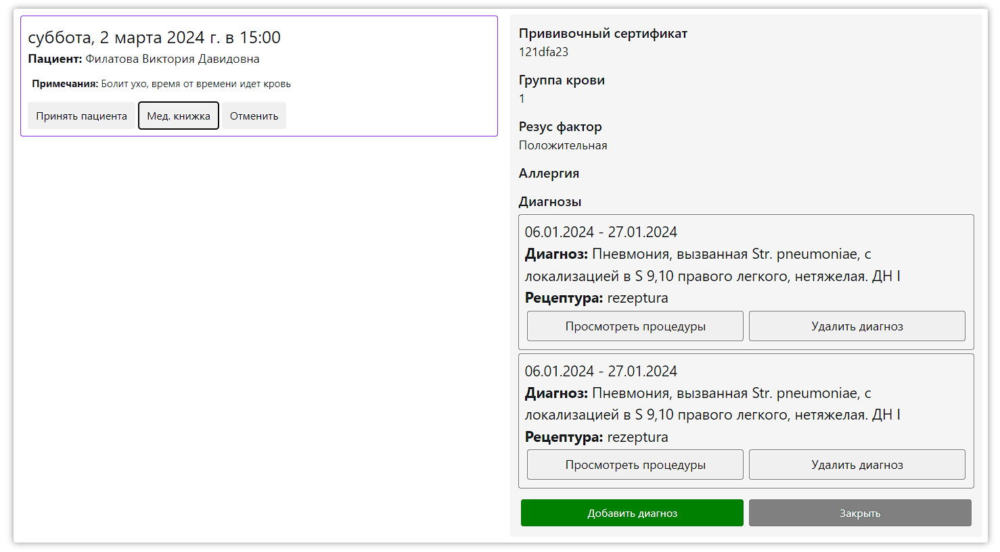 суббота, 2 марта 2024 г. в 15:00
Пациент: Филатова Виктория Давидовна
Примечания: Болит ухо, время от времени идет кровь
Принять пациента
Мед. книжка
Отменить
Прививочный сертификат
121dfa23
Группа крови
1
Резус фактор
Положительная
Аллергия
Диагнозы
06.01.2024 - 27.01.2024
Диагноз: Пневмония, вызванная Str. pneumoniae, с
локализацией в S 9,10 правого легкого, нетяжелая. ДН I
Рецептура: rezeptura
Просмотреть процедуры
Удалить диагноз
06.01.2024 - 27.01.2024
Диагноз: Пневмония, вызванная Str. pneumoniae, с
локализацией в S 9,10 правого легкого, нетяжелая. ДН I
Рецептура: rezeptura
Просмотреть процедуры
Удалить диагноз
Добавить диагноз
Закрыть